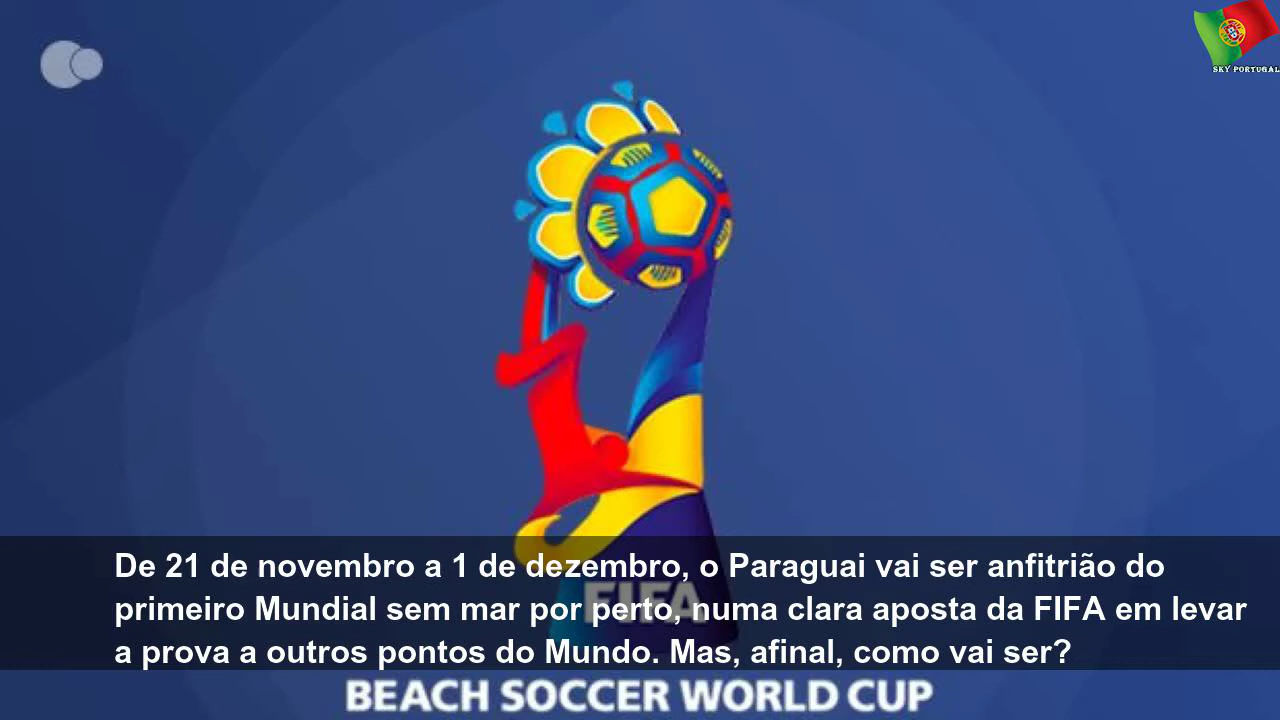 SKY PORTUGAL
De 21 de novembro a 1 de dezembro, o Paraguai vai ser anfitrião do
primeiro Mundial sem mar por perto, numa clara aposta da FIFA em levar
a prova a outros pontos do Mundo. Mas, afinal, como vai ser?
FIFA
BEACH SOCCER WORLD CUP